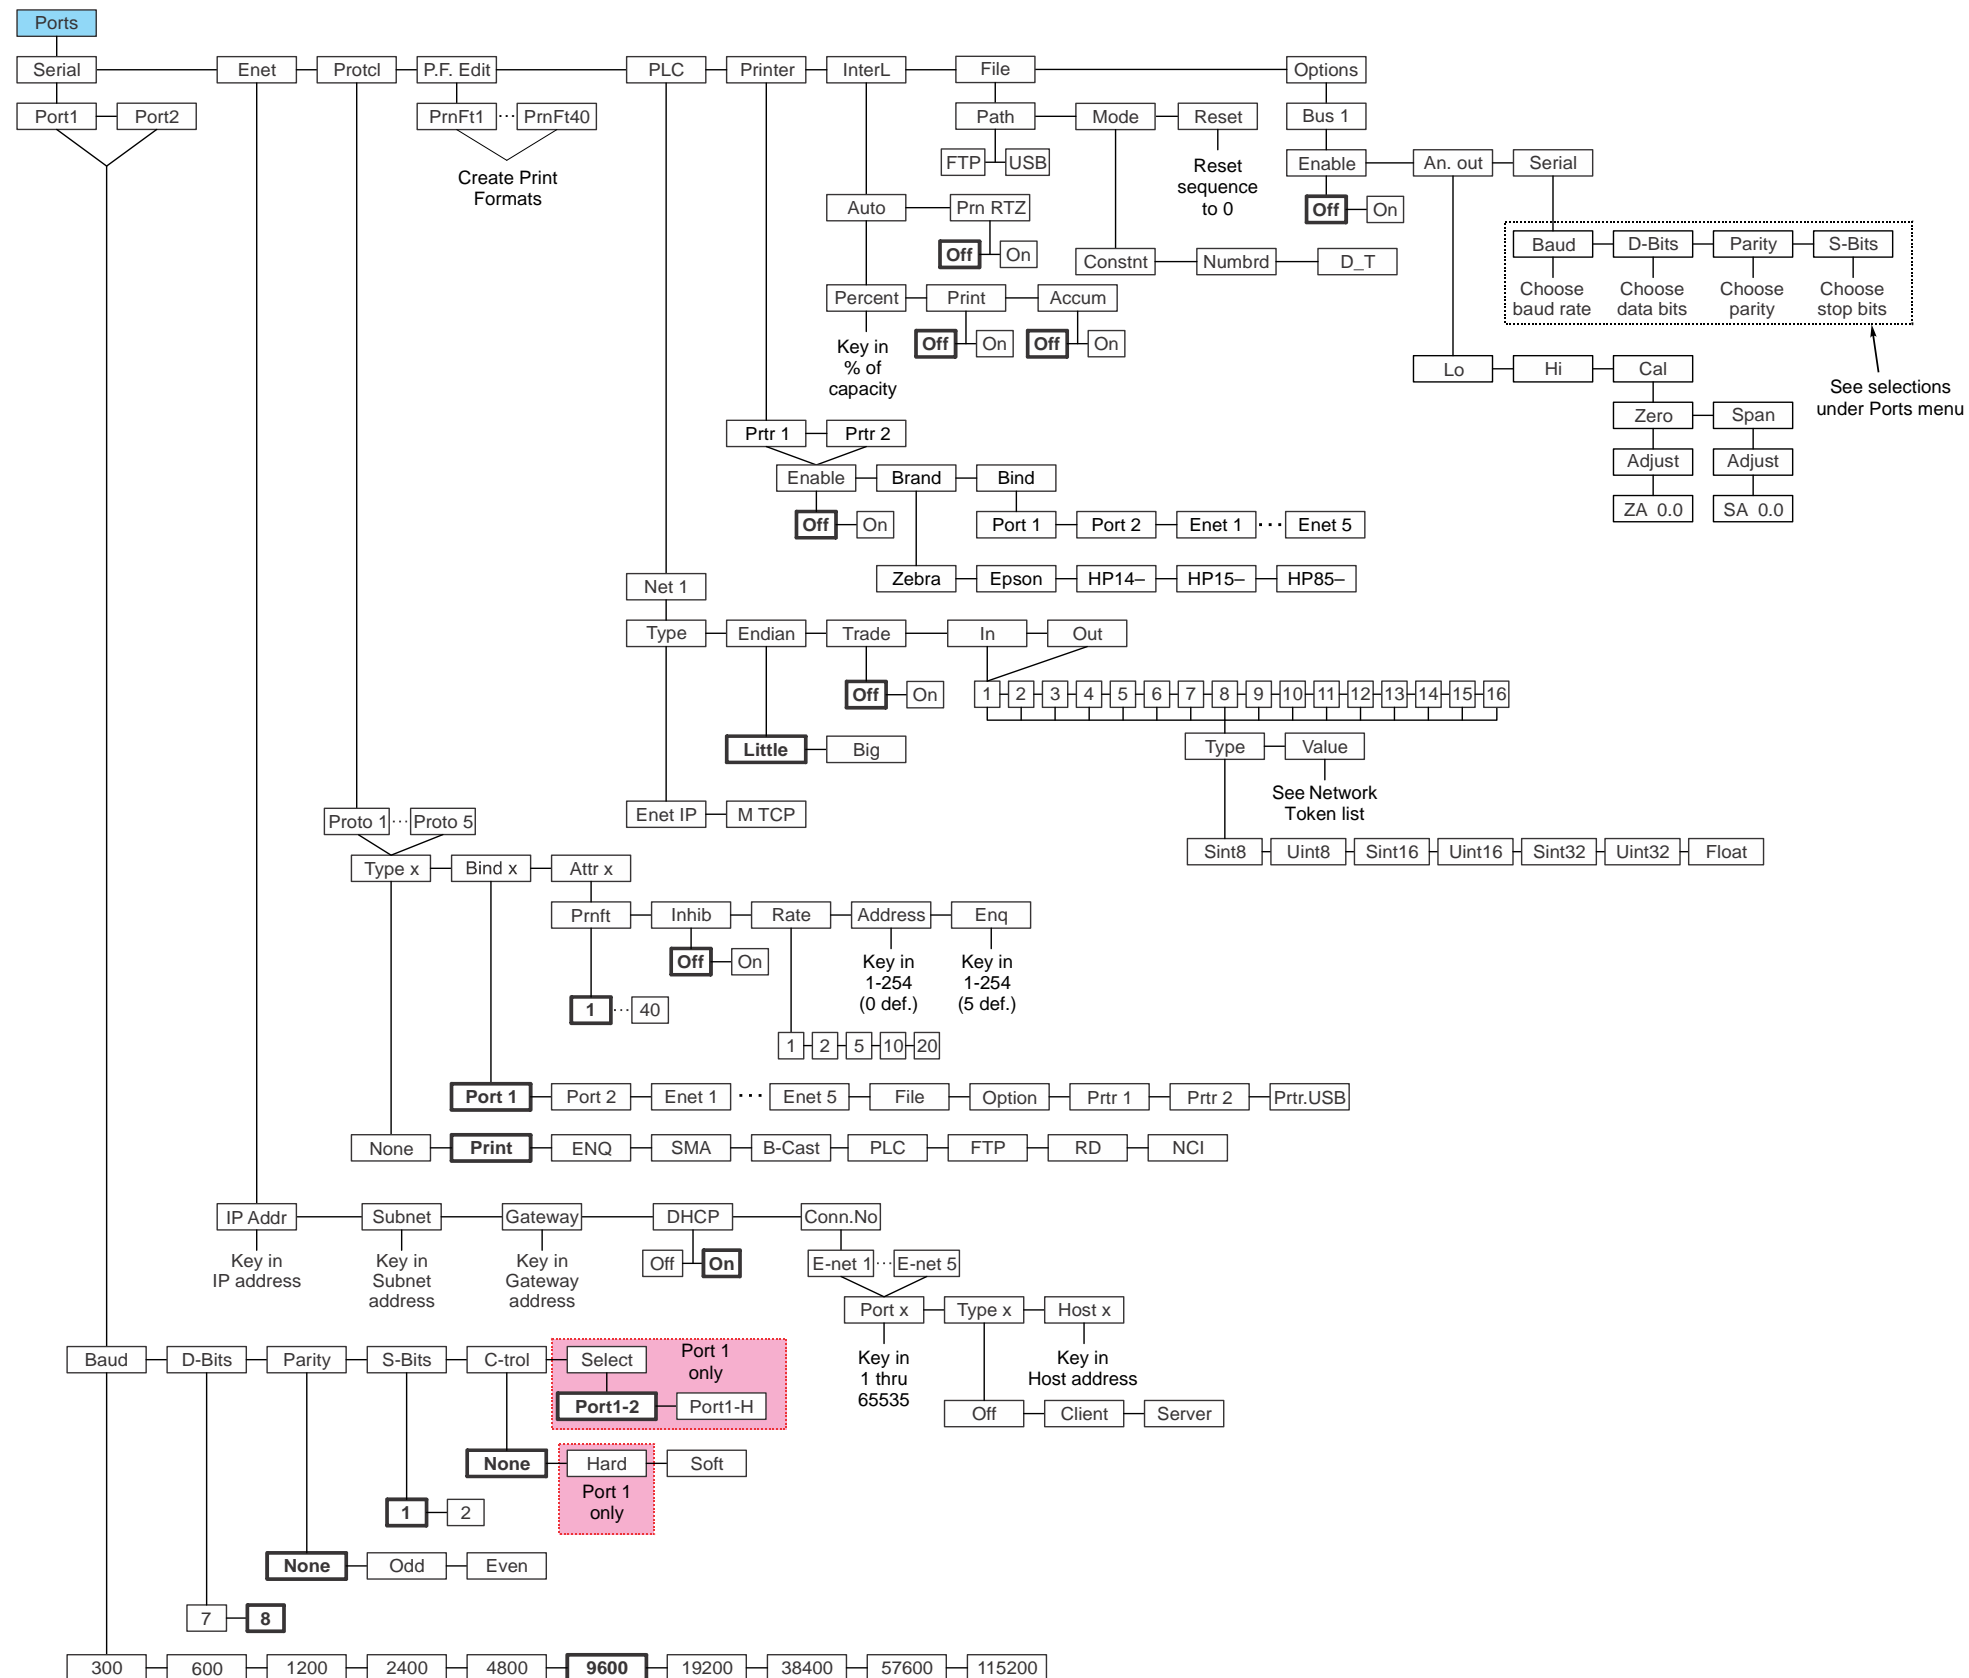 Ports
Serial Enet Protcl P.F. Edit PLC Printer InterL File Options
Port1 Port2 PrnFt1 ··· PrnFt40 Path Mode Reset Bus 1
Create Print
Formats
FTP USB
Reset
sequence
to 0
Enable An. out Serial
Auto Prn RTZ Off On
Off On
Baud D-Bits Parity S-Bits
Constnt Numbrd D_T
Choose
baud rate
Choose
data bits
Choose
parity
Choose
stop bits
Percent Print Accum
Off On Off On
Key in
% of
capacity
Lo Hi Cal
See selections
under Ports menu
Zero Span
Prtr 1 Prtr 2
Adjust Adjust
Enable Brand Bind
ZA 0.0 SA 0.0
Off On Port 1 Port 2 Enet 1 ··· Enet 5
Zebra Epson HP14– HP15– HP85–
Net 1
Type Endian Trade In Out
Off On 1 2 3 4 5 6 7 8 9 10 11 12 13 14 15 16
Little Big Type Value
See Network
Token list
Enet IP M TCP
Proto 1 ··· Proto 5
Sint8 Uint8 Sint16 Uint16 Sint32 Uint32 Float
Type x Bind x Attr x
Prnft Inhib Rate Address Enq
Off On
Key in
1-254
(0 def.)
Key in
1-254
(5 def.)
1 ··· 40
1 2 5 10 20
Port 1 Port 2 Enet 1 ··· Enet 5 File Option Prtr 1 Prtr 2 Prtr.USB
None Print ENQ SMA B-Cast PLC FTP RD NCI
IP Addr Subnet Gateway DHCP Conn.No
Key in
IP address
Key in
Subnet
address
Key in
Gateway
address
Off On E-net 1 ··· E-net 5
Port x Type x Host x
Key in
1 thru
65535
Key in
Host address
Off Client Server
Baud D-Bits Parity S-Bits C-trol Select
Port 1
only
Port1-2 Port1-H
None Hard Soft
Port 1
only
1 2
None Odd Even
7 8
300 600 1200 2400 4800 9600 19200 38400 57600 115200